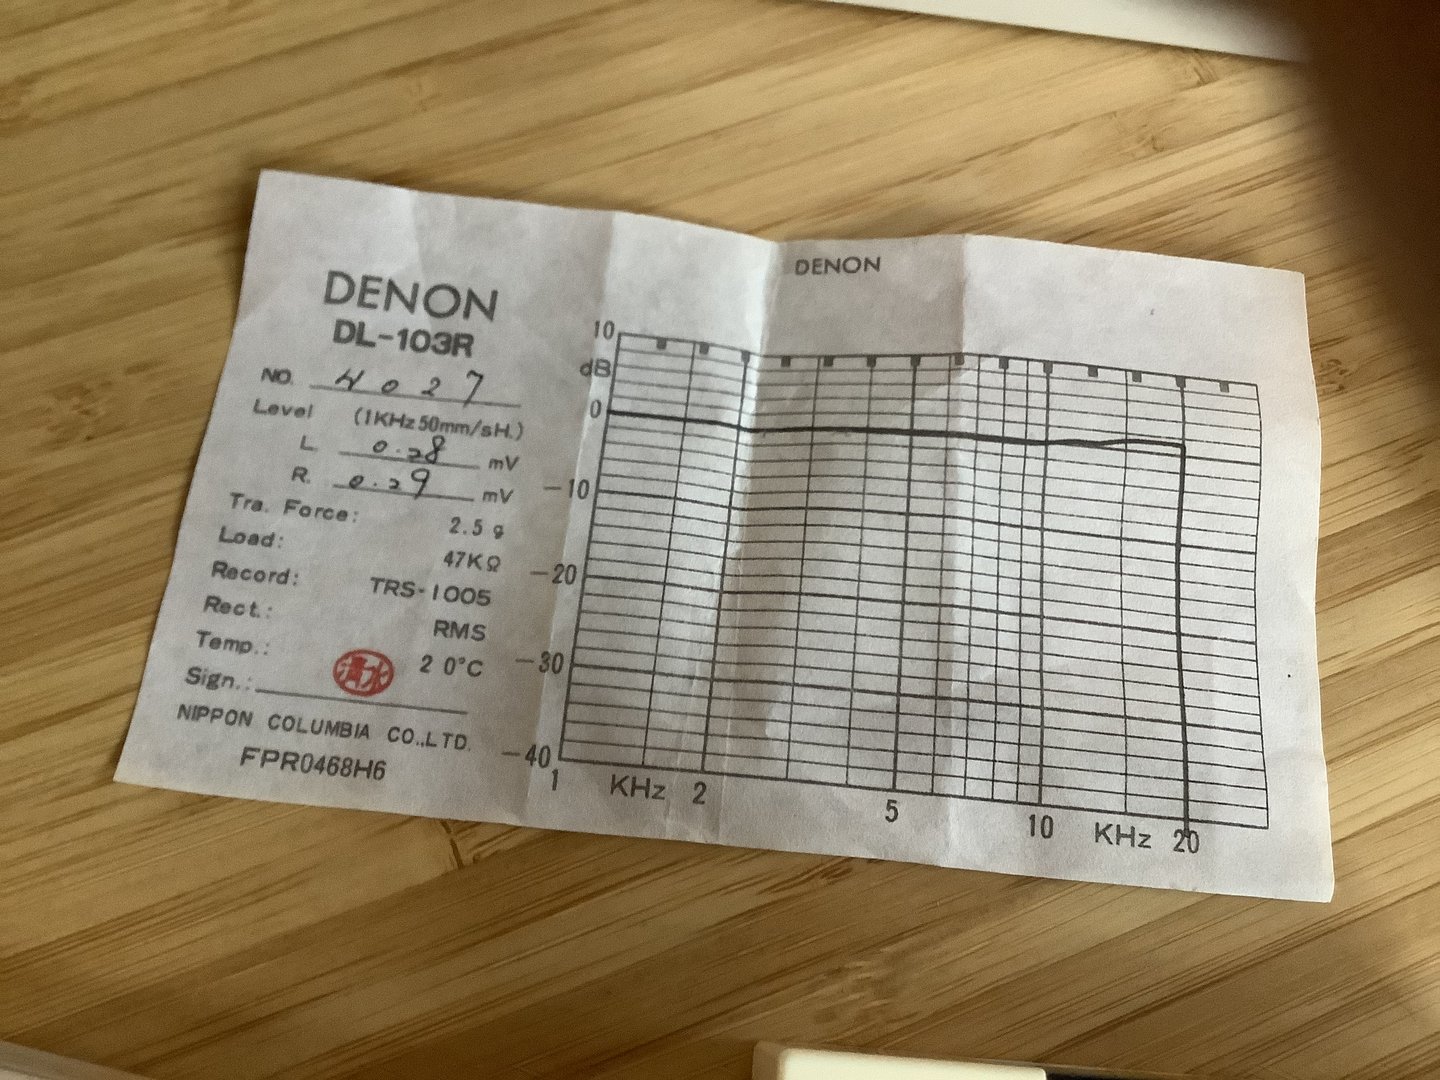 DENON
DL-103R
NO. 4027
Level (1KHz 50mm/sH.)
L. 0.28 mV
R. 0.29 mV
Tra. Force: 2.5 g
Load: 47KΩ
Record: TRS-1005
Rect.: RMS
Temp.: 20°C
Sign.:
NIPPON COLUMBIA CO.,LTD.
FPR0468H6
DENON
10
dB
0
−10
−20
−30
−40
1 KHz 2 5 10 KHz 20